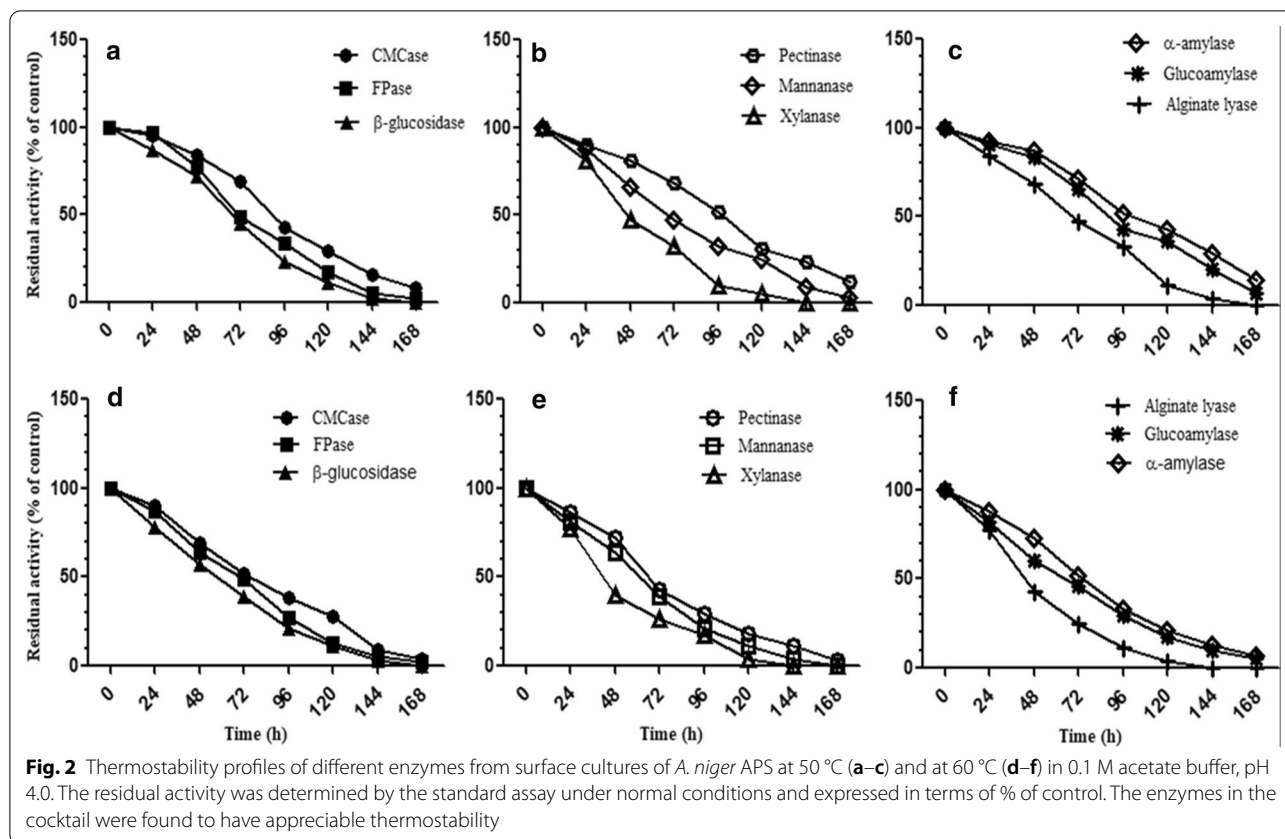 a
150
100
50
0
Residual activity (% of control)
CMCase
FPase
β-glucosidase
0 24 48 72 96 120 144 168
b
150
100
50
0
Pectinase
Mannanase
Xylanase
0 24 48 72 96 120 144 168
c
150
100
50
0
α-amylase
Glucoamylase
Alginate lyase
0 24 48 72 96 120 144 168
d
150
100
50
0
Residual activity (% of control)
CMCase
FPase
β-glucosidase
0 24 48 72 96 120 144 168
Time (h)
e
150
100
50
0
Pectinase
Mannanase
Xylanase
0 24 48 72 96 120 144 168
Time (h)
f
150
100
50
0
Alginate lyase
Glucoamylase
α-amylase
0 24 48 72 96 120 144 168
Time (h)
Fig. 2 Thermostability profiles of different enzymes from surface cultures of A. niger APS at 50 °C (a–c) and at 60 °C (d–f) in 0.1 M acetate buffer, pH
4.0. The residual activity was determined by the standard assay under normal conditions and expressed in terms of % of control. The enzymes in the
cocktail were found to have appreciable thermostability